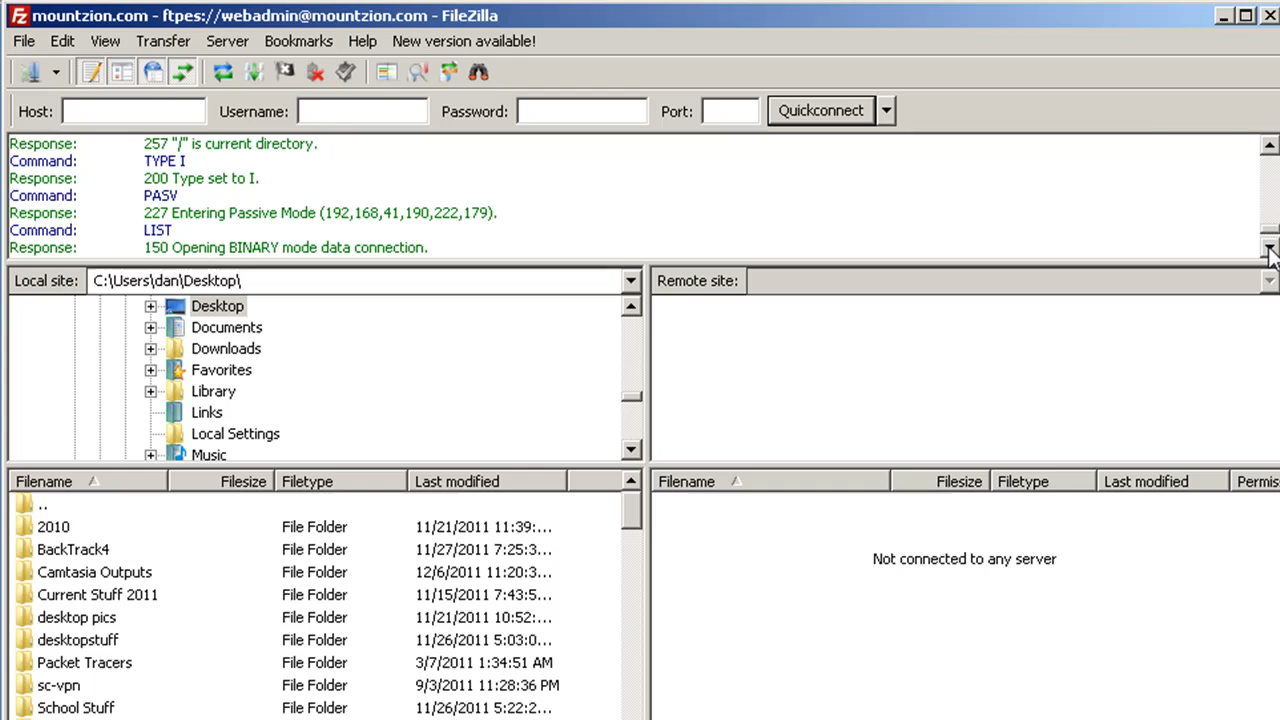 mountzion.com - ftpes://webadmin@mountzion.com - FileZilla
File Edit View Transfer Server Bookmarks Help New version available!
Host: Username: Password: Port: Quickconnect
Response: 257 "/" is current directory.
Command: TYPE I
Response: 200 Type set to I.
Command: PASV
Response: 227 Entering Passive Mode (192,168,41,190,222,179).
Command: LIST
Response: 150 Opening BINARY mode data connection.
Local site: C:\Users\dan\Desktop\
Remote site:
Desktop
Documents
Downloads
Favorites
Library
Links
Local Settings
Music
Filename Filesize Filetype Last modified
..
2010 File Folder 11/21/2011 11:39:...
BackTrack4 File Folder 11/27/2011 7:25:3...
Camtasia Outputs File Folder 12/6/2011 11:20:3...
Current Stuff 2011 File Folder 11/15/2011 7:43:5...
desktop pics File Folder 11/21/2011 10:52:...
desktopstuff File Folder 11/26/2011 5:03:0...
Packet Tracers File Folder 3/7/2011 1:34:51 AM
sc-vpn File Folder 9/3/2011 11:28:36 PM
School Stuff File Folder 11/26/2011 5:22:2...
Filename Filesize Filetype Last modified Permis
Not connected to any server